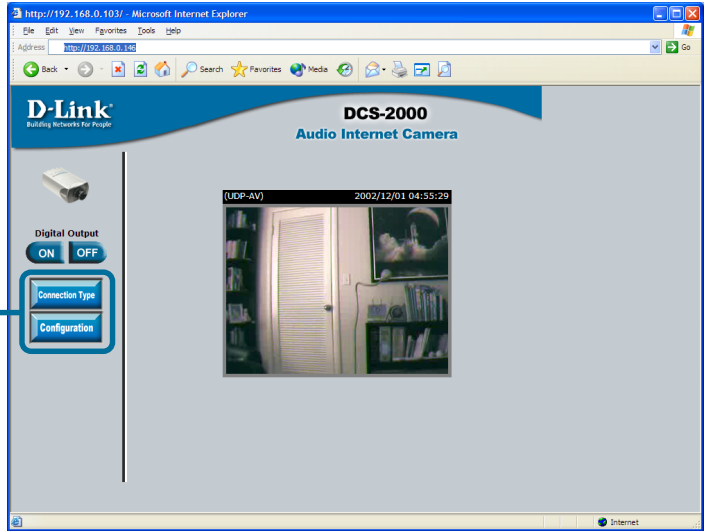 http://192.168.0.103/ - Microsoft Internet Explorer
File Edit View Favorites Tools Help
Address http://192.168.0.146 Go
Back Search Favorites Media
D-Link
Building Networks For People
DCS-2000
Audio Internet Camera
(UDP-AV) 2002/12/01 04:55:29
Digital Output
ON OFF
Connection Type
Configuration
Internet